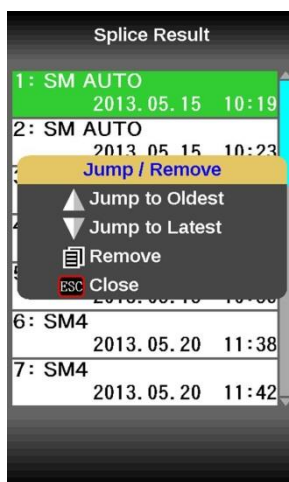 Splice Result
1: SM AUTO
2013.05.15 10:19
2: SM AUTO
2013.05.15 10:23
Jump / Remove
Jump to Oldest
Jump to Latest
Remove
ESC Close
6: SM4
2013.05.20 11:38
7: SM4
2013.05.20 11:42